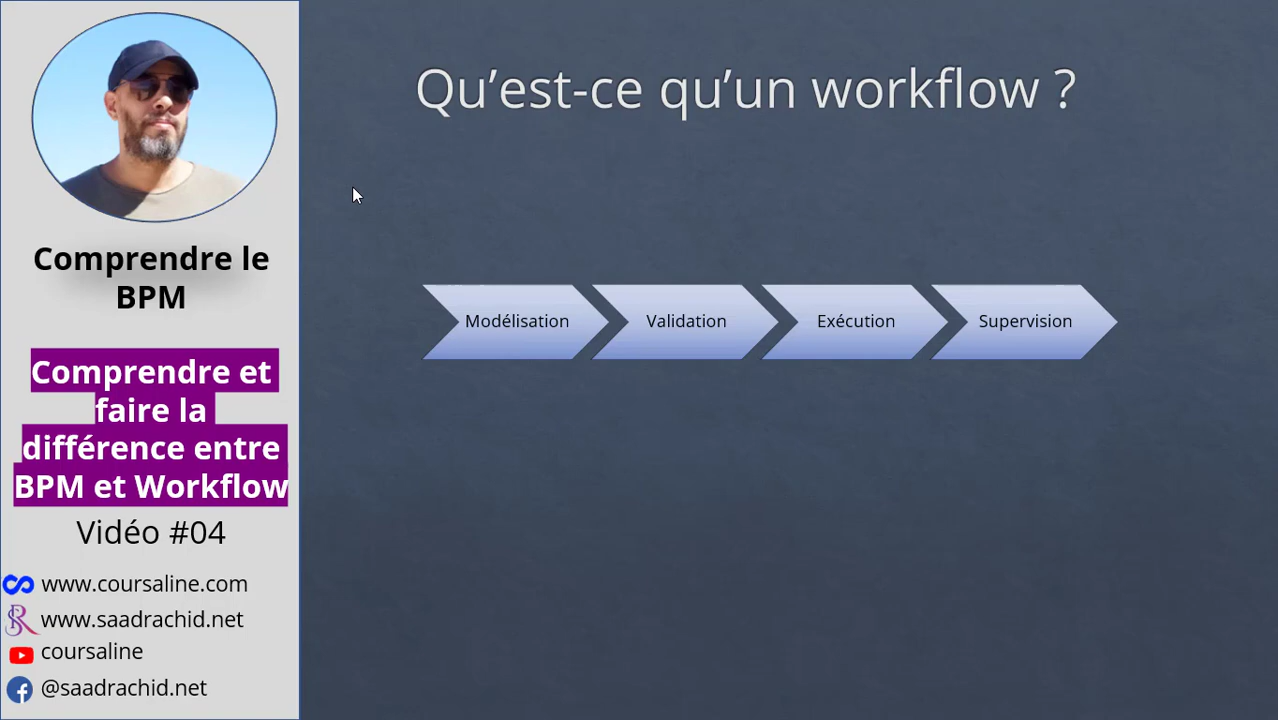 Comprendre le
BPM
Comprendre et
faire la
différence entre
BPM et Workflow
Vidéo #04
www.coursaline.com
www.saadrachid.net
coursaline
@saadrachid.net
Qu’est-ce qu’un workflow ?
Modélisation
Validation
Exécution
Supervision